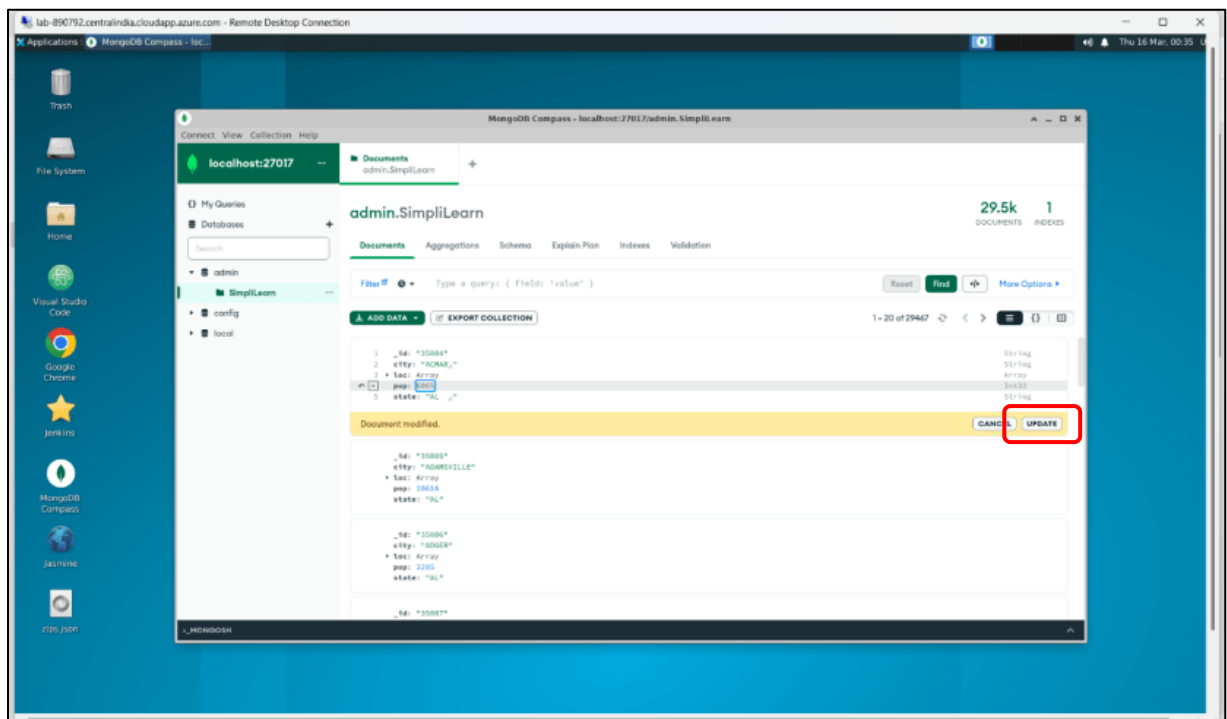 lab-890792.centralindia.cloudapp.azure.com - Remote Desktop Connection
Applications : MongoDB Compass - loc...
Thu 16 Mar, 00:35 U
Trash
File System
Home
Visual Studio
Code
Google
Chrome
Jenkins
MongoDB
Compass
Jasmine
zips.json
MongoDB Compass - localhost:27017/admin.SimpliLearn
Connect View Collection Help
localhost:27017 ...
Documents
admin.SimpliLearn
+
My Queries
Databases +
Search
admin
SimpliLearn ...
config
local
admin.SimpliLearn
29.5k 1
DOCUMENTS INDEXES
Documents Aggregations Schema Explain Plan Indexes Validation
Filter Type a query: { field: 'value' } Reset Find </> More Options
ADD DATA EXPORT COLLECTION 1 - 20 of 29467 {}
1 _id: "35004" String
2 city: "ACMAR," String
3 loc: Array Array
pop: Int32
5 state: "AL " String
Document modified. CANCEL UPDATE
_id: "35005"
city: "ADAMSVILLE"
loc: Array
pop: 10616
state: "AL"
_id: "35006"
city: "ADGER"
loc: Array
pop: 3205
state: "AL"
_id: "35007"
>_MONGOSH